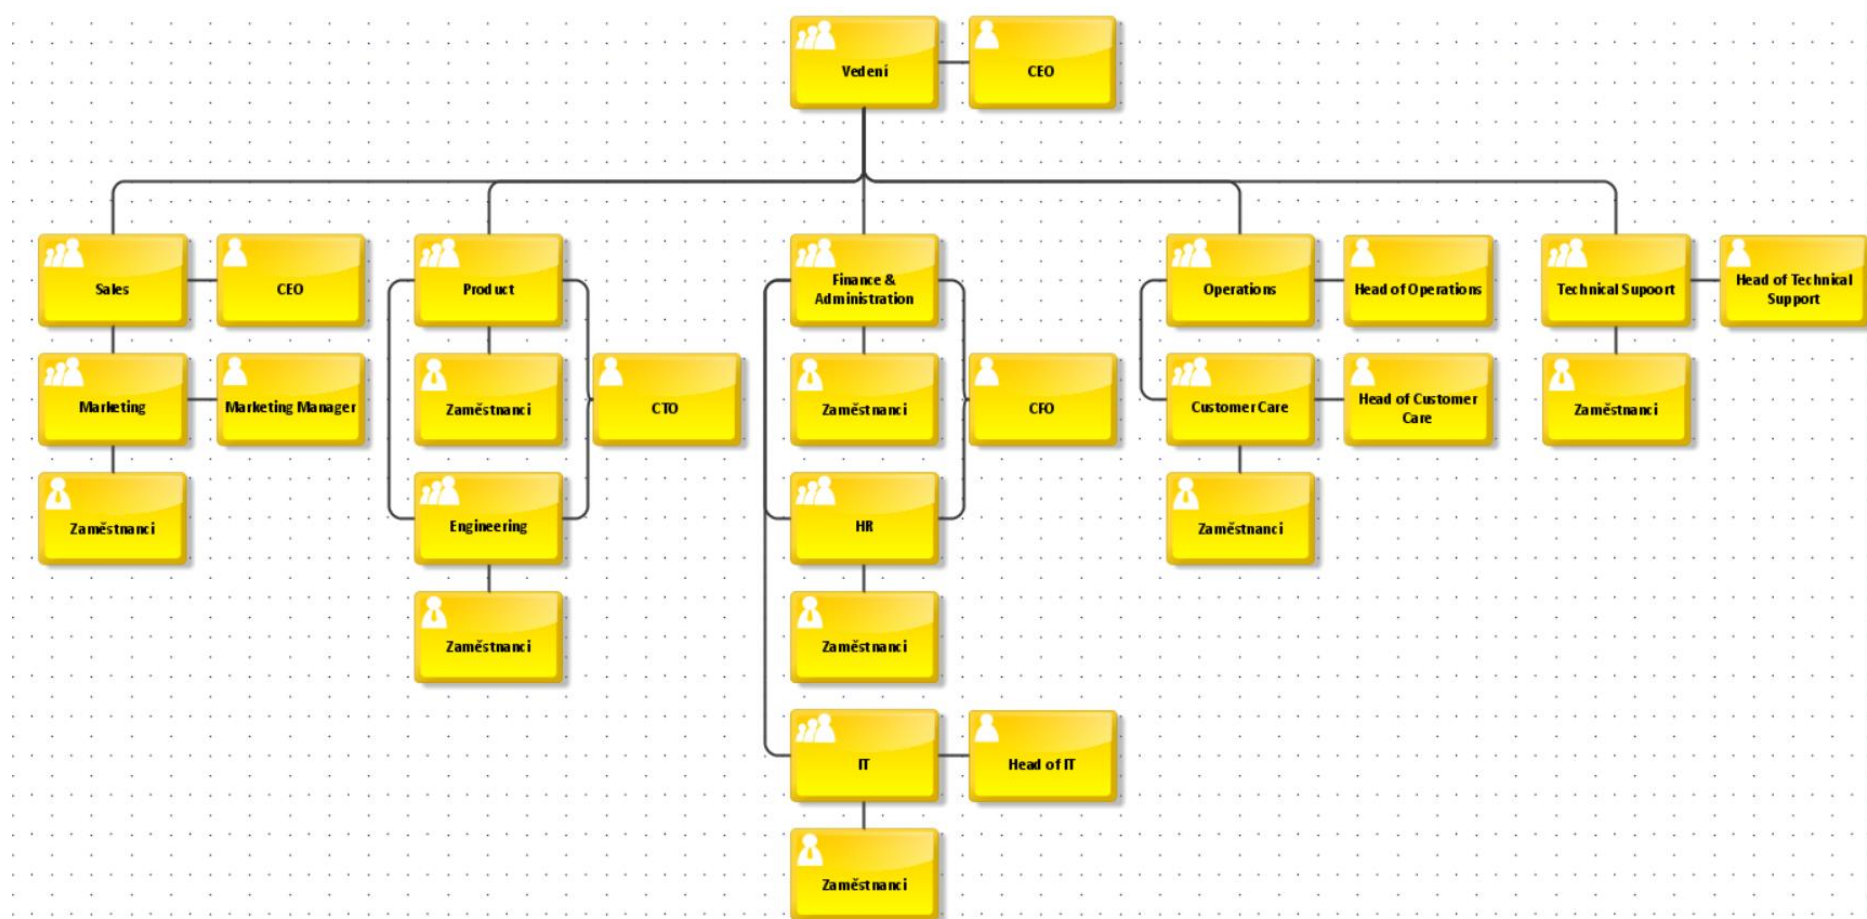 Vedení
CEO
Sales
CEO
Product
Finance &
Administration
Operations
Head of Operations
Technical Supoort
Head of Technical
Support
Marketing
Marketing Manager
Zaměstnanci
CTO
Zaměstnanci
CFO
Customer Care
Head of Customer
Care
Zaměstnanci
Zaměstnanci
Engineering
HR
Zaměstnanci
Zaměstnanci
Zaměstnanci
IT
Head of IT
Zaměstnanci